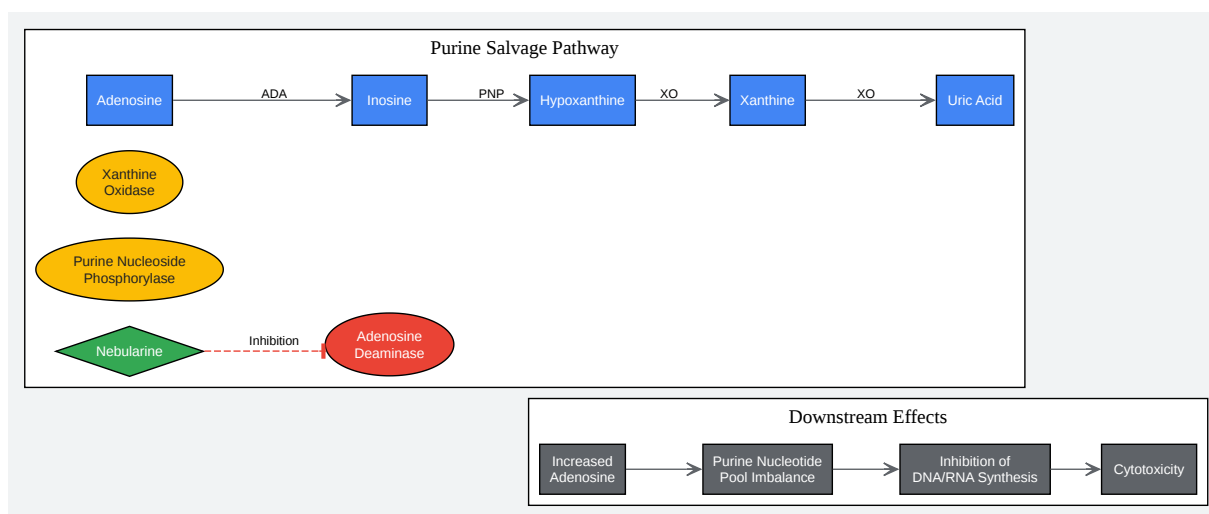 Purine Salvage Pathway
Adenosine
ADA
Inosine
PNP
Hypoxanthine
XO
Xanthine
XO
Uric Acid
Xanthine
Oxidase
Purine Nucleoside
Phosphorylase
Nebularine
Inhibition
Adenosine
Deaminase
Downstream Effects
Increased
Adenosine
Purine Nucleotide
Pool Imbalance
Inhibition of
DNA/RNA Synthesis
Cytotoxicity